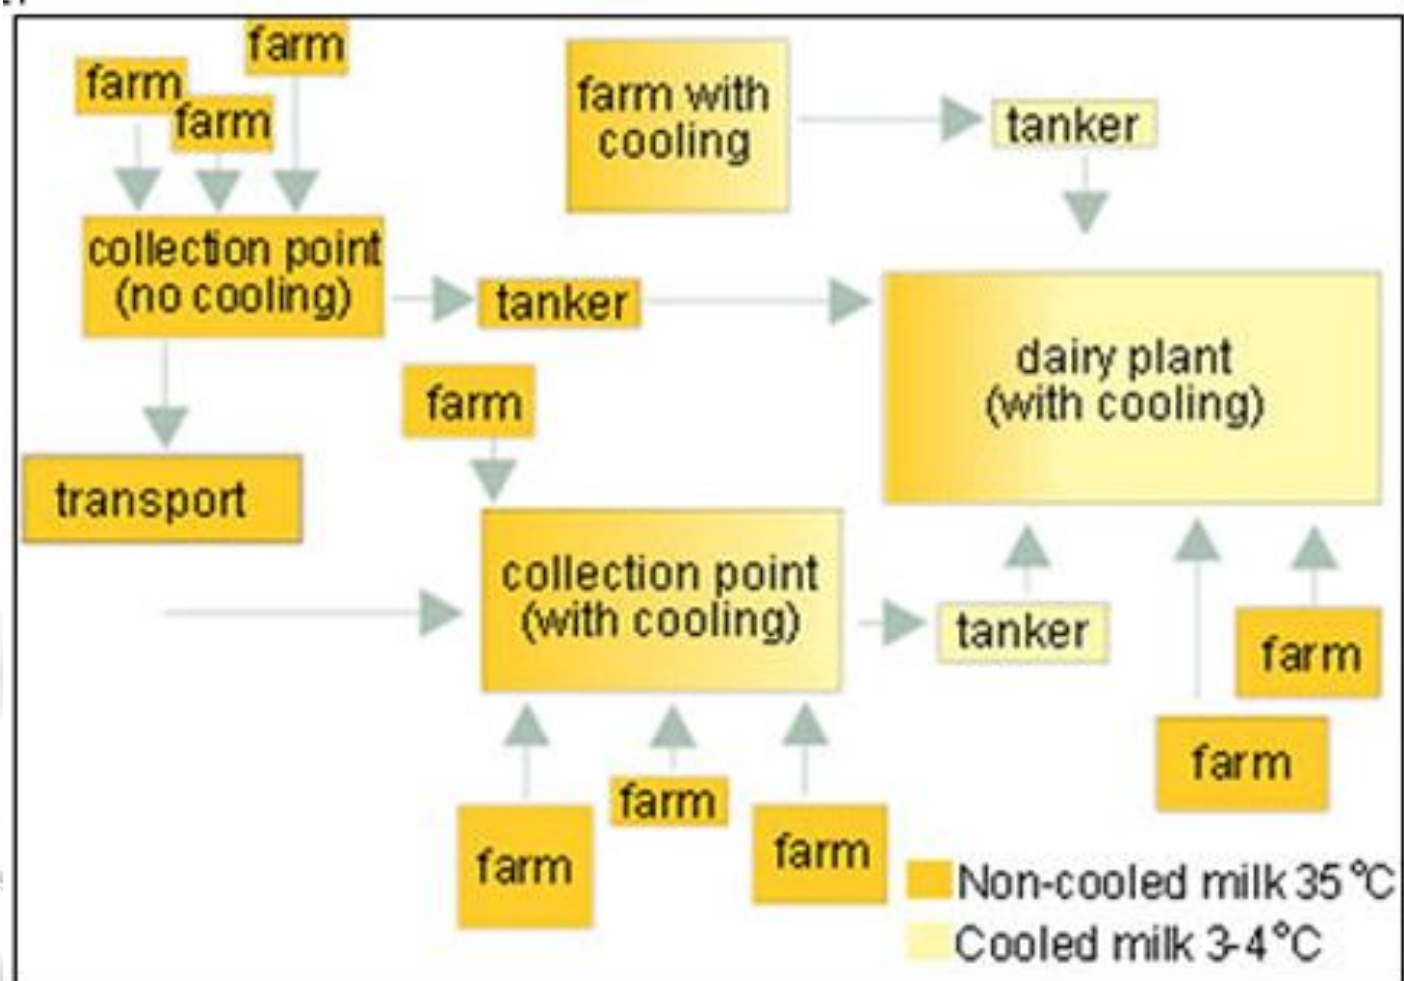 farm
farm
farm
farm with
cooling
tanker
collection point
(no cooling)
tanker
dairy plant
(with cooling)
farm
transport
collection point
(with cooling)
tanker
farm
farm
farm
farm
farm
Non-cooled milk 35°C
Cooled milk 3-4°C